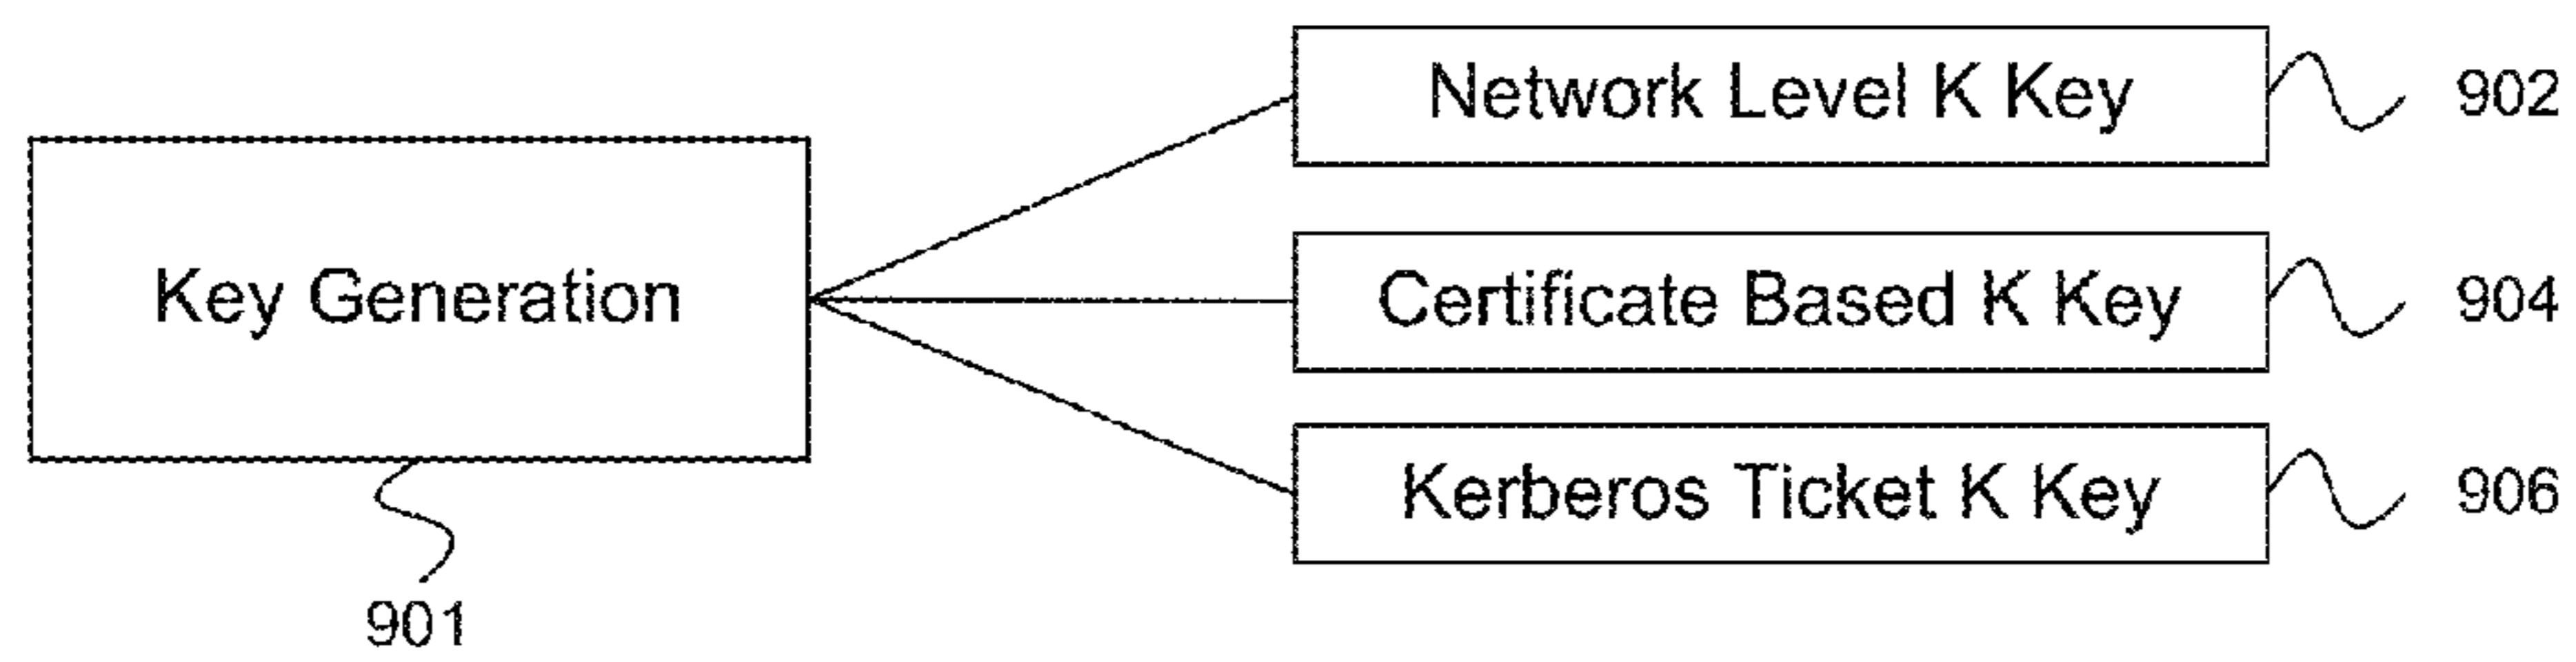 Network Level K Key
902
Key Generation
Certificate Based K Key
904
Kerberos Ticket K Key
906
901